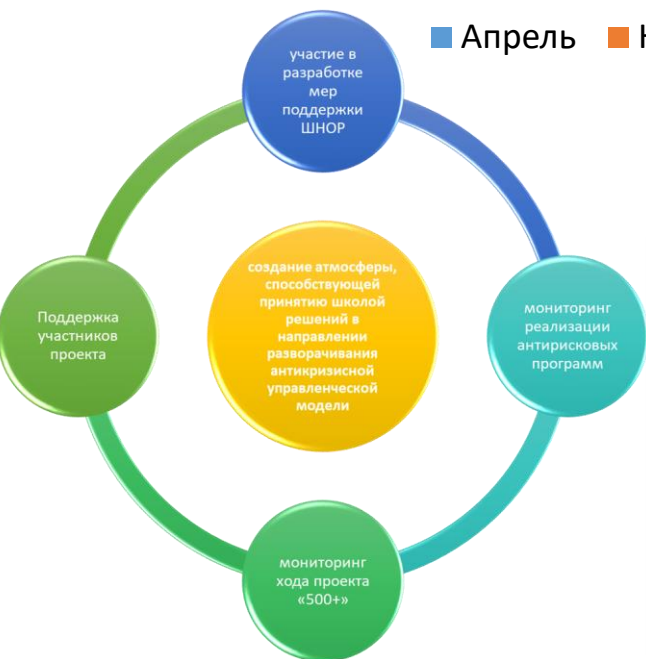 Апрель
участие в
разработке
мер
поддержки
ШНОР
создание атмосферы,
способствующей
принятию школой
решений в
направлении
разворачивания
антикризисной
управленческой
модели
Поддержка
участников
проекта
мониторинг
реализации
антирисковых
программ
мониторинг
хода проекта
«500+»